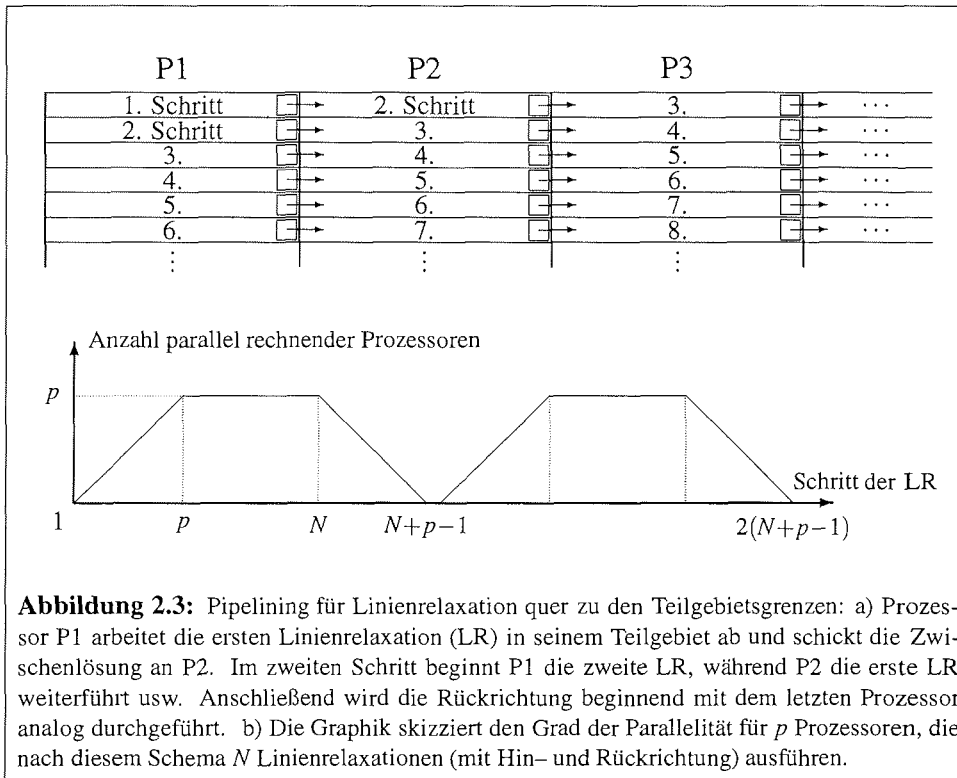 P1 P2 P3
1. Schritt 2. Schritt 3. ···
2. Schritt 3. 4. ···
3. 4. 5. ···
4. 5. 6. ···
5. 6. 7. ···
6. 7. 8. ···
⋮ ⋮ ⋮
Anzahl parallel rechnender Prozessoren
p
Schritt der LR
1 p N N+p−1 2(N+p−1)
Abbildung 2.3: Pipelining für Linienrelaxation quer zu den Teilgebietsgrenzen: a) Prozes-
sor P1 arbeitet die ersten Linienrelaxation (LR) in seinem Teilgebiet ab und schickt die Zwi-
schenlösung an P2. Im zweiten Schritt beginnt P1 die zweite LR, während P2 die erste LR
weiterführt usw. Anschließend wird die Rückrichtung beginnend mit dem letzten Prozessor
analog durchgeführt. b) Die Graphik skizziert den Grad der Parallelität für p Prozessoren, die
nach diesem Schema N Linienrelaxationen (mit Hin– und Rückrichtung) ausführen.